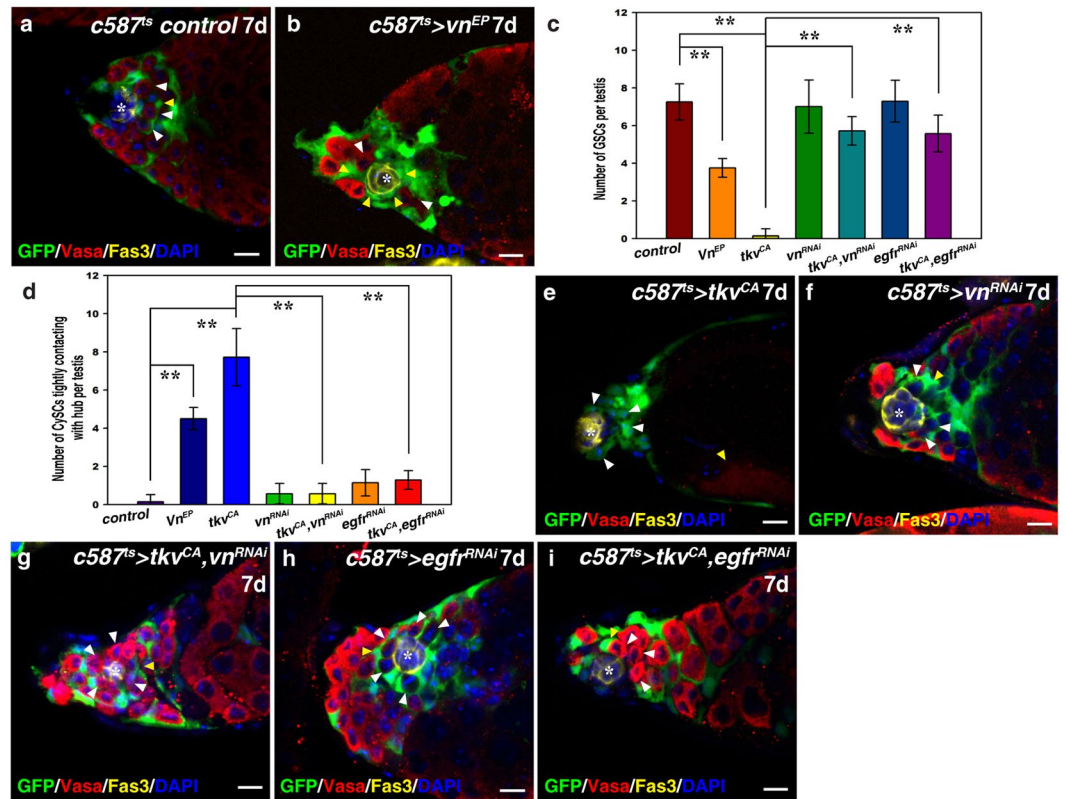 a
c587ts control 7d
*
GFP/Vasa/Fas3/DAPI
b
c587ts>vnEP 7d
*
GFP/Vasa/Fas3/DAPI
c
Number of GSCs per testis
12
10
8
6
4
2
0
**
**
**
**
control
VnEP
tkvCA
vnRNAi
tkvCA,vnRNAi
egfrRNAi
tkvCA,egfrRNAi
d
Number of CySCs tightly contacting
with hub per testis
12
10
8
6
4
2
0
**
**
**
**
control
VnEP
tkvCA
vnRNAi
tkvCA,vnRNAi
egfrRNAi
tkvCA,egfrRNAi
e
c587ts>tkvCA 7d
*
GFP/Vasa/Fas3/DAPI
f
c587ts>vnRNAi 7d
*
GFP/Vasa/Fas3/DAPI
g
c587ts>tkvCA,vnRNAi
7d
*
GFP/Vasa/Fas3/DAPI
h
c587ts>egfrRNAi 7d
*
GFP/Vasa/Fas3/DAPI
i
c587ts>tkvCA,egfrRNAi
7d
*
GFP/Vasa/Fas3/DAPI